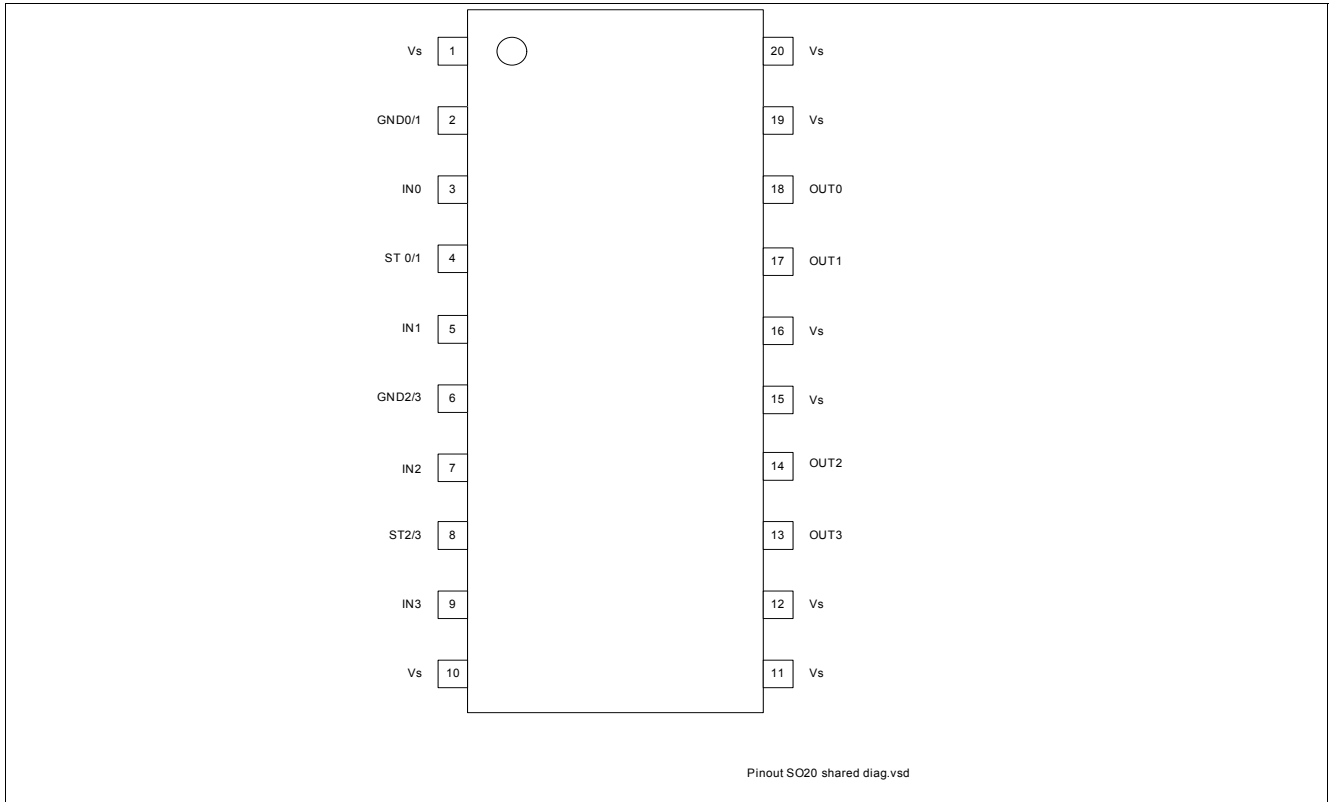 Vs 1 20 Vs
GND0/1 2 19 Vs
IN0 3 18 OUT0
ST 0/1 4 17 OUT1
IN1 5 16 Vs
GND2/3 6 15 Vs
IN2 7 14 OUT2
ST2/3 8 13 OUT3
IN3 9 12 Vs
Vs 10 11 Vs
Pinout SO20 shared diag.vsd